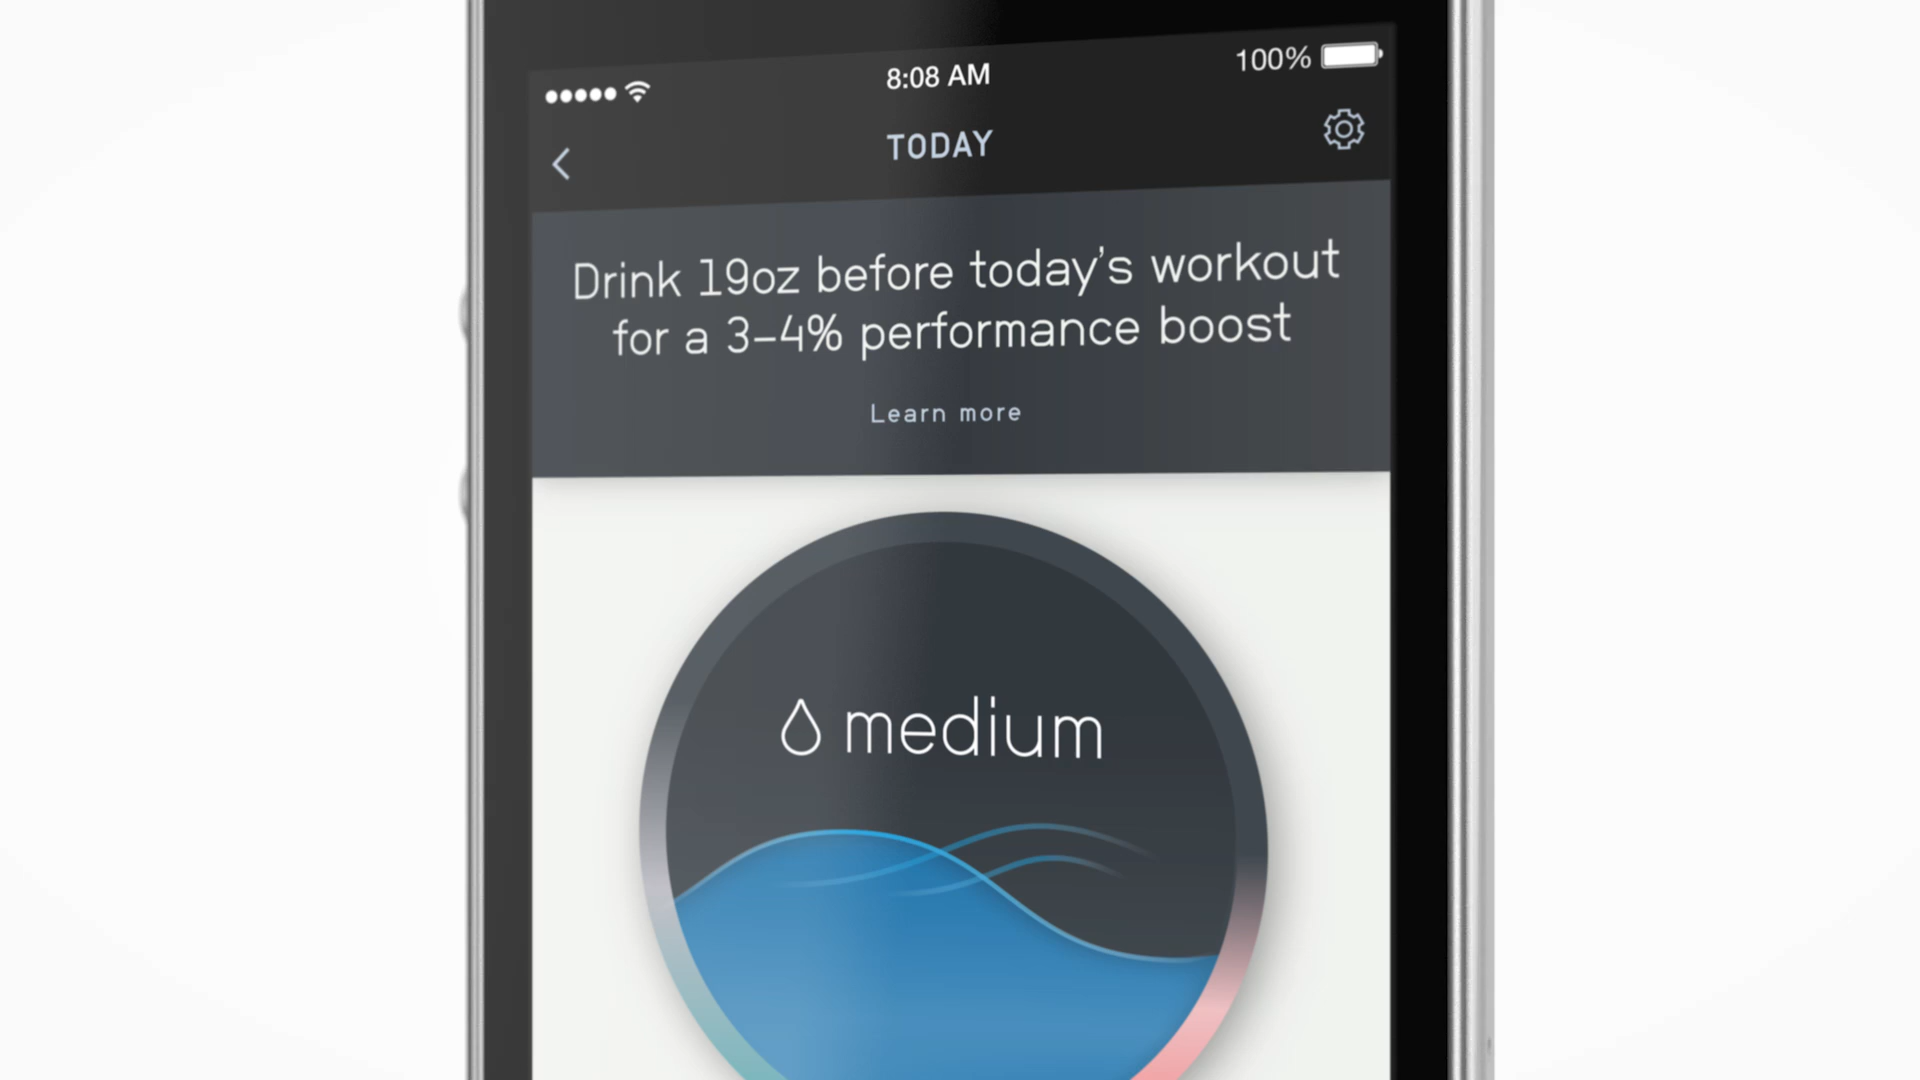 8:08 AM
100%
TODAY
Drink 19oz before today's workout
for a 3–4% performance boost
Learn more
medium